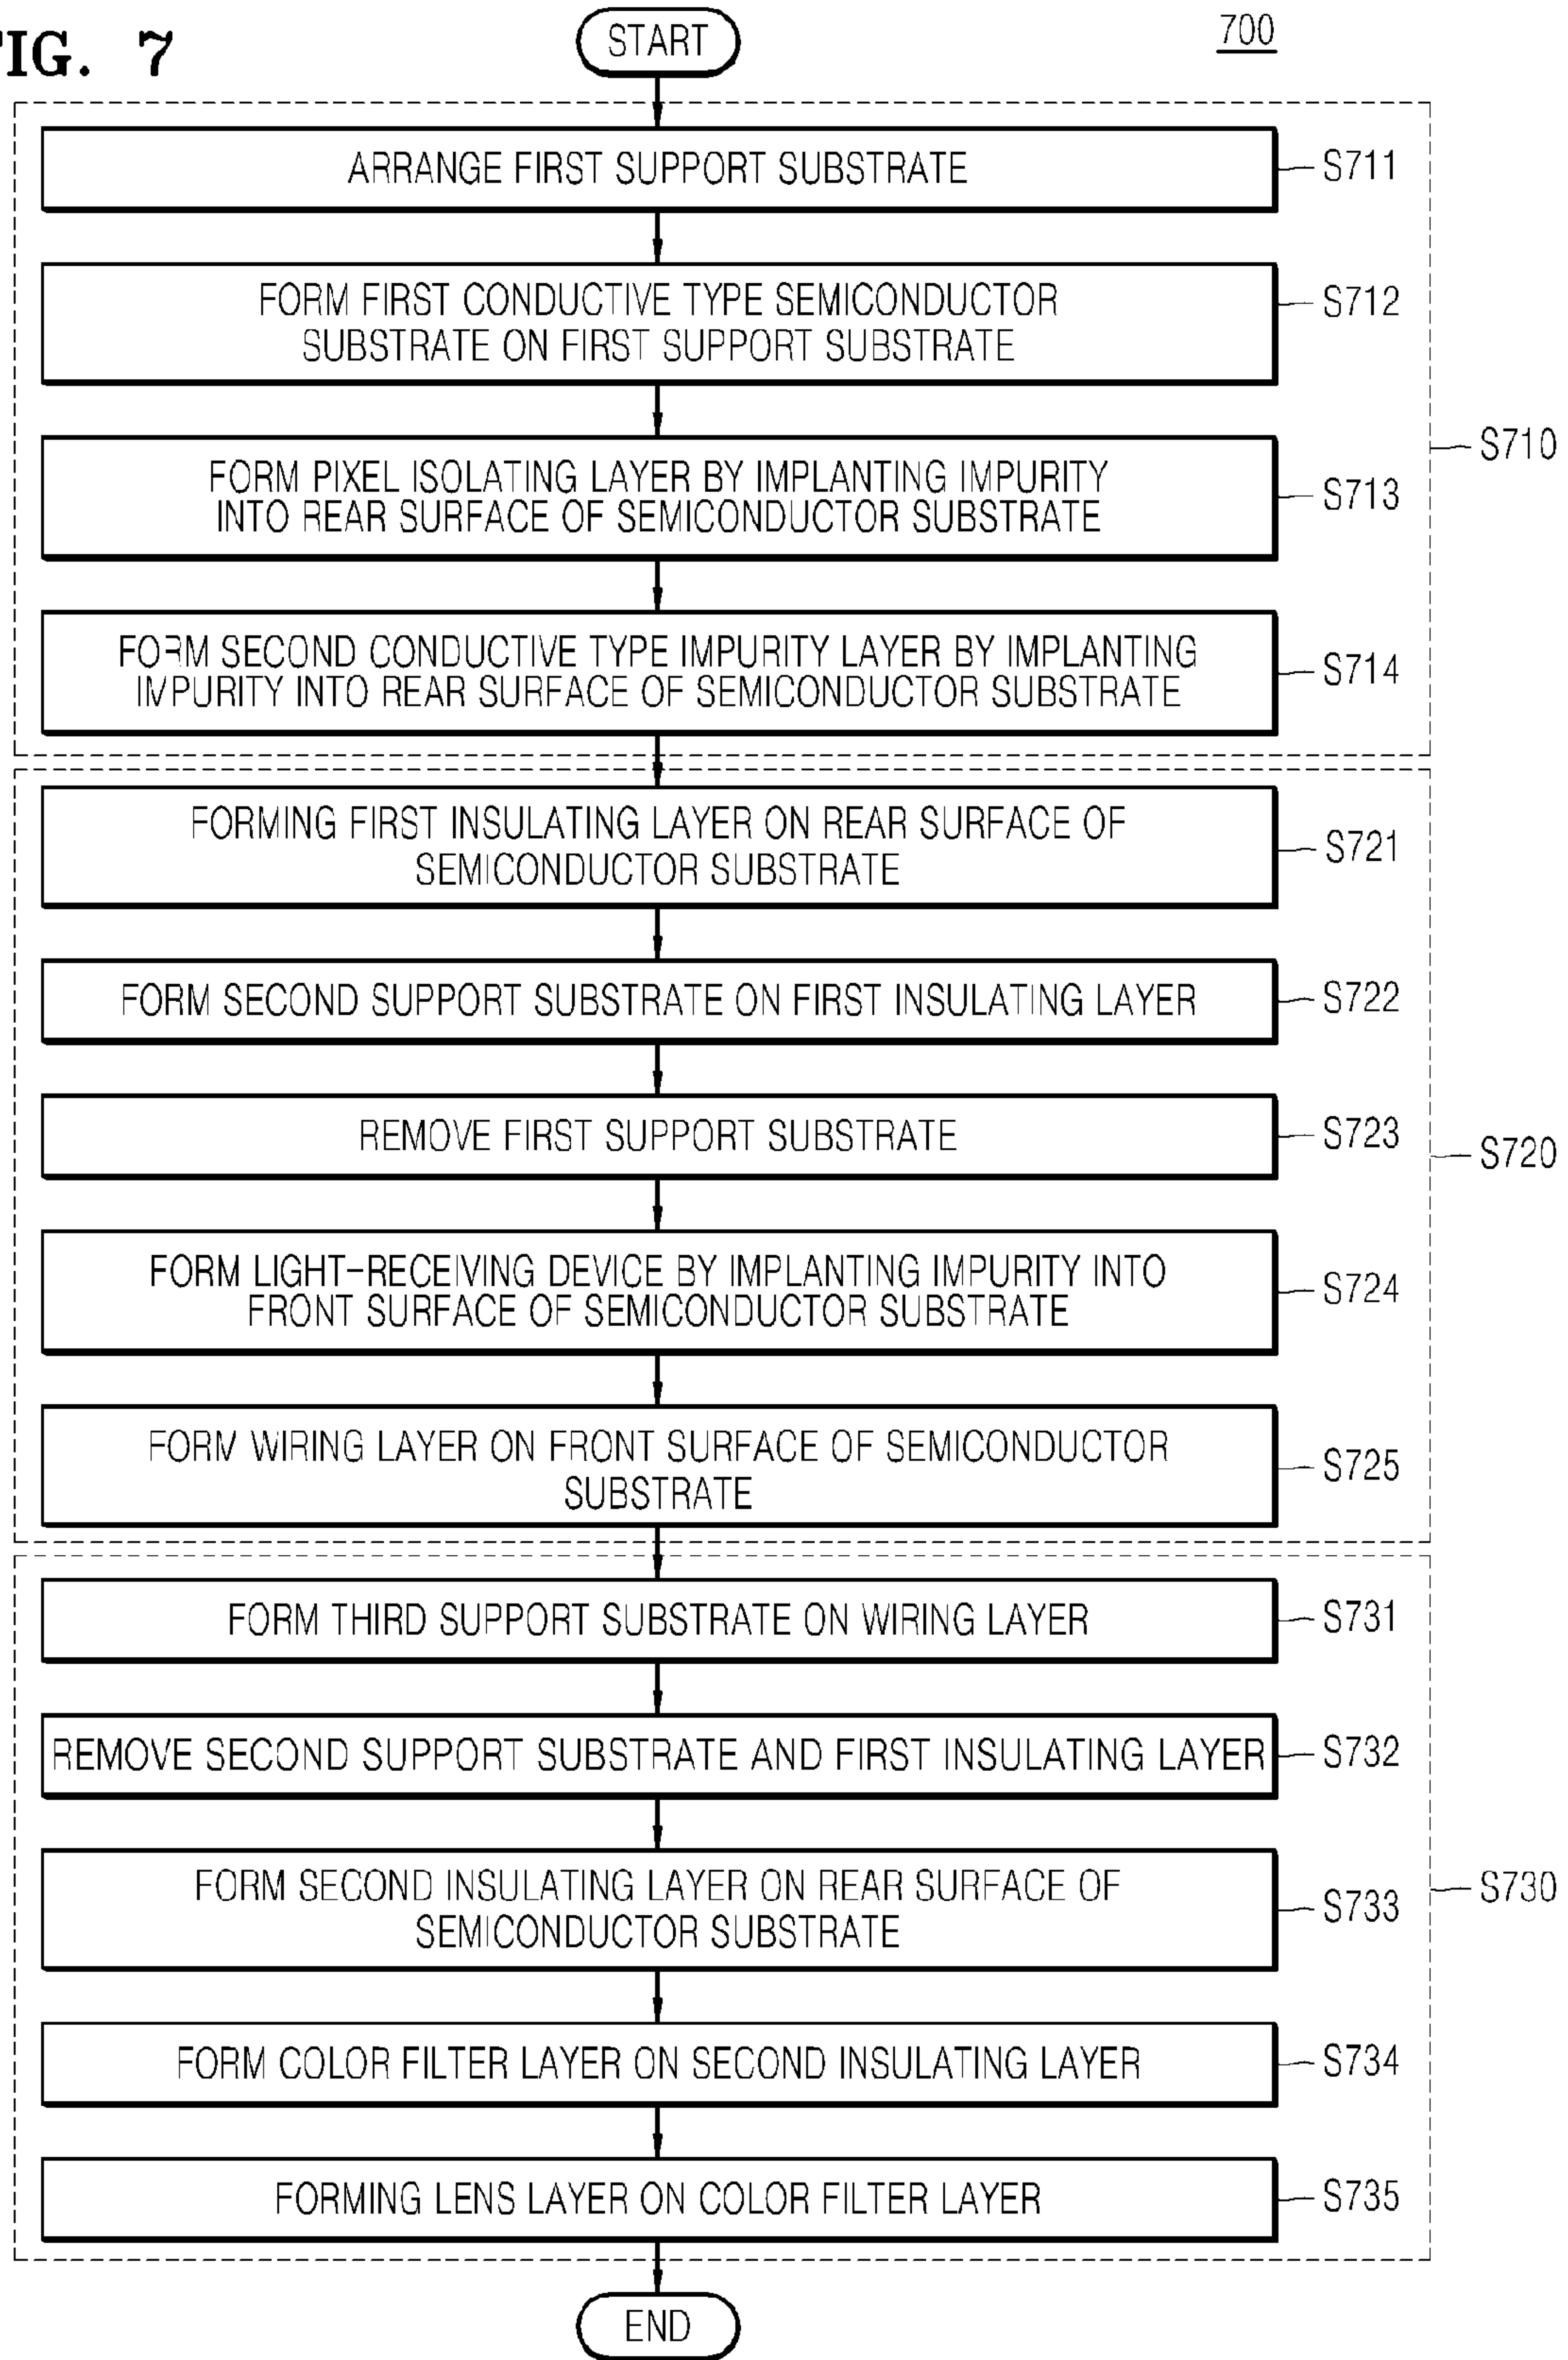 FIG. 7
START
700
ARRANGE FIRST SUPPORT SUBSTRATE
S711
FORM FIRST CONDUCTIVE TYPE SEMICONDUCTOR
SUBSTRATE ON FIRST SUPPORT SUBSTRATE
S712
S710
FORM PIXEL ISOLATING LAYER BY IMPLANTING IMPURITY
INTO REAR SURFACE OF SEMICONDUCTOR SUBSTRATE
S713
FORM SECOND CONDUCTIVE TYPE IMPURITY LAYER BY IMPLANTING
IMPURITY INTO REAR SURFACE OF SEMICONDUCTOR SUBSTRATE
S714
FORMING FIRST INSULATING LAYER ON REAR SURFACE OF
SEMICONDUCTOR SUBSTRATE
S721
FORM SECOND SUPPORT SUBSTRATE ON FIRST INSULATING LAYER
S722
REMOVE FIRST SUPPORT SUBSTRATE
S723
S720
FORM LIGHT-RECEIVING DEVICE BY IMPLANTING IMPURITY INTO
FRONT SURFACE OF SEMICONDUCTOR SUBSTRATE
S724
FORM WIRING LAYER ON FRONT SURFACE OF SEMICONDUCTOR
SUBSTRATE
S725
FORM THIRD SUPPORT SUBSTRATE ON WIRING LAYER
S731
REMOVE SECOND SUPPORT SUBSTRATE AND FIRST INSULATING LAYER
S732
FORM SECOND INSULATING LAYER ON REAR SURFACE OF
SEMICONDUCTOR SUBSTRATE
S733
S730
FORM COLOR FILTER LAYER ON SECOND INSULATING LAYER
S734
FORMING LENS LAYER ON COLOR FILTER LAYER
S735
END